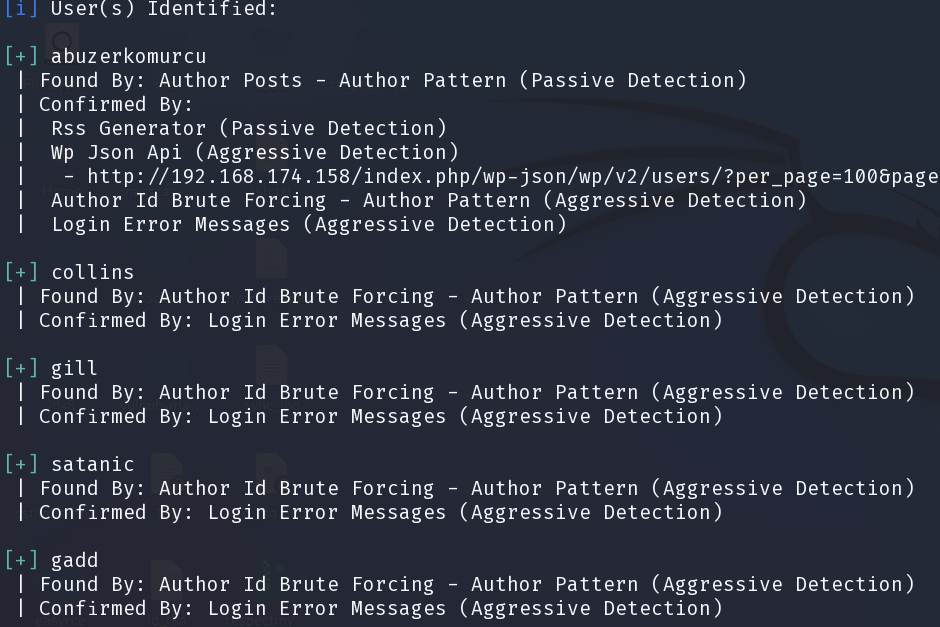 [i] User(s) Identified:
[+] abuzerkomurcu
| Found By: Author Posts - Author Pattern (Passive Detection)
| Confirmed By:
|  Rss Generator (Passive Detection)
|  Wp Json Api (Aggressive Detection)
|   - http://192.168.174.158/index.php/wp-json/wp/v2/users/?per_page=100&page
|  Author Id Brute Forcing - Author Pattern (Aggressive Detection)
|  Login Error Messages (Aggressive Detection)
[+] collins
| Found By: Author Id Brute Forcing - Author Pattern (Aggressive Detection)
| Confirmed By: Login Error Messages (Aggressive Detection)
[+] gill
| Found By: Author Id Brute Forcing - Author Pattern (Aggressive Detection)
| Confirmed By: Login Error Messages (Aggressive Detection)
[+] satanic
| Found By: Author Id Brute Forcing - Author Pattern (Aggressive Detection)
| Confirmed By: Login Error Messages (Aggressive Detection)
[+] gadd
| Found By: Author Id Brute Forcing - Author Pattern (Aggressive Detection)
| Confirmed By: Login Error Messages (Aggressive Detection)